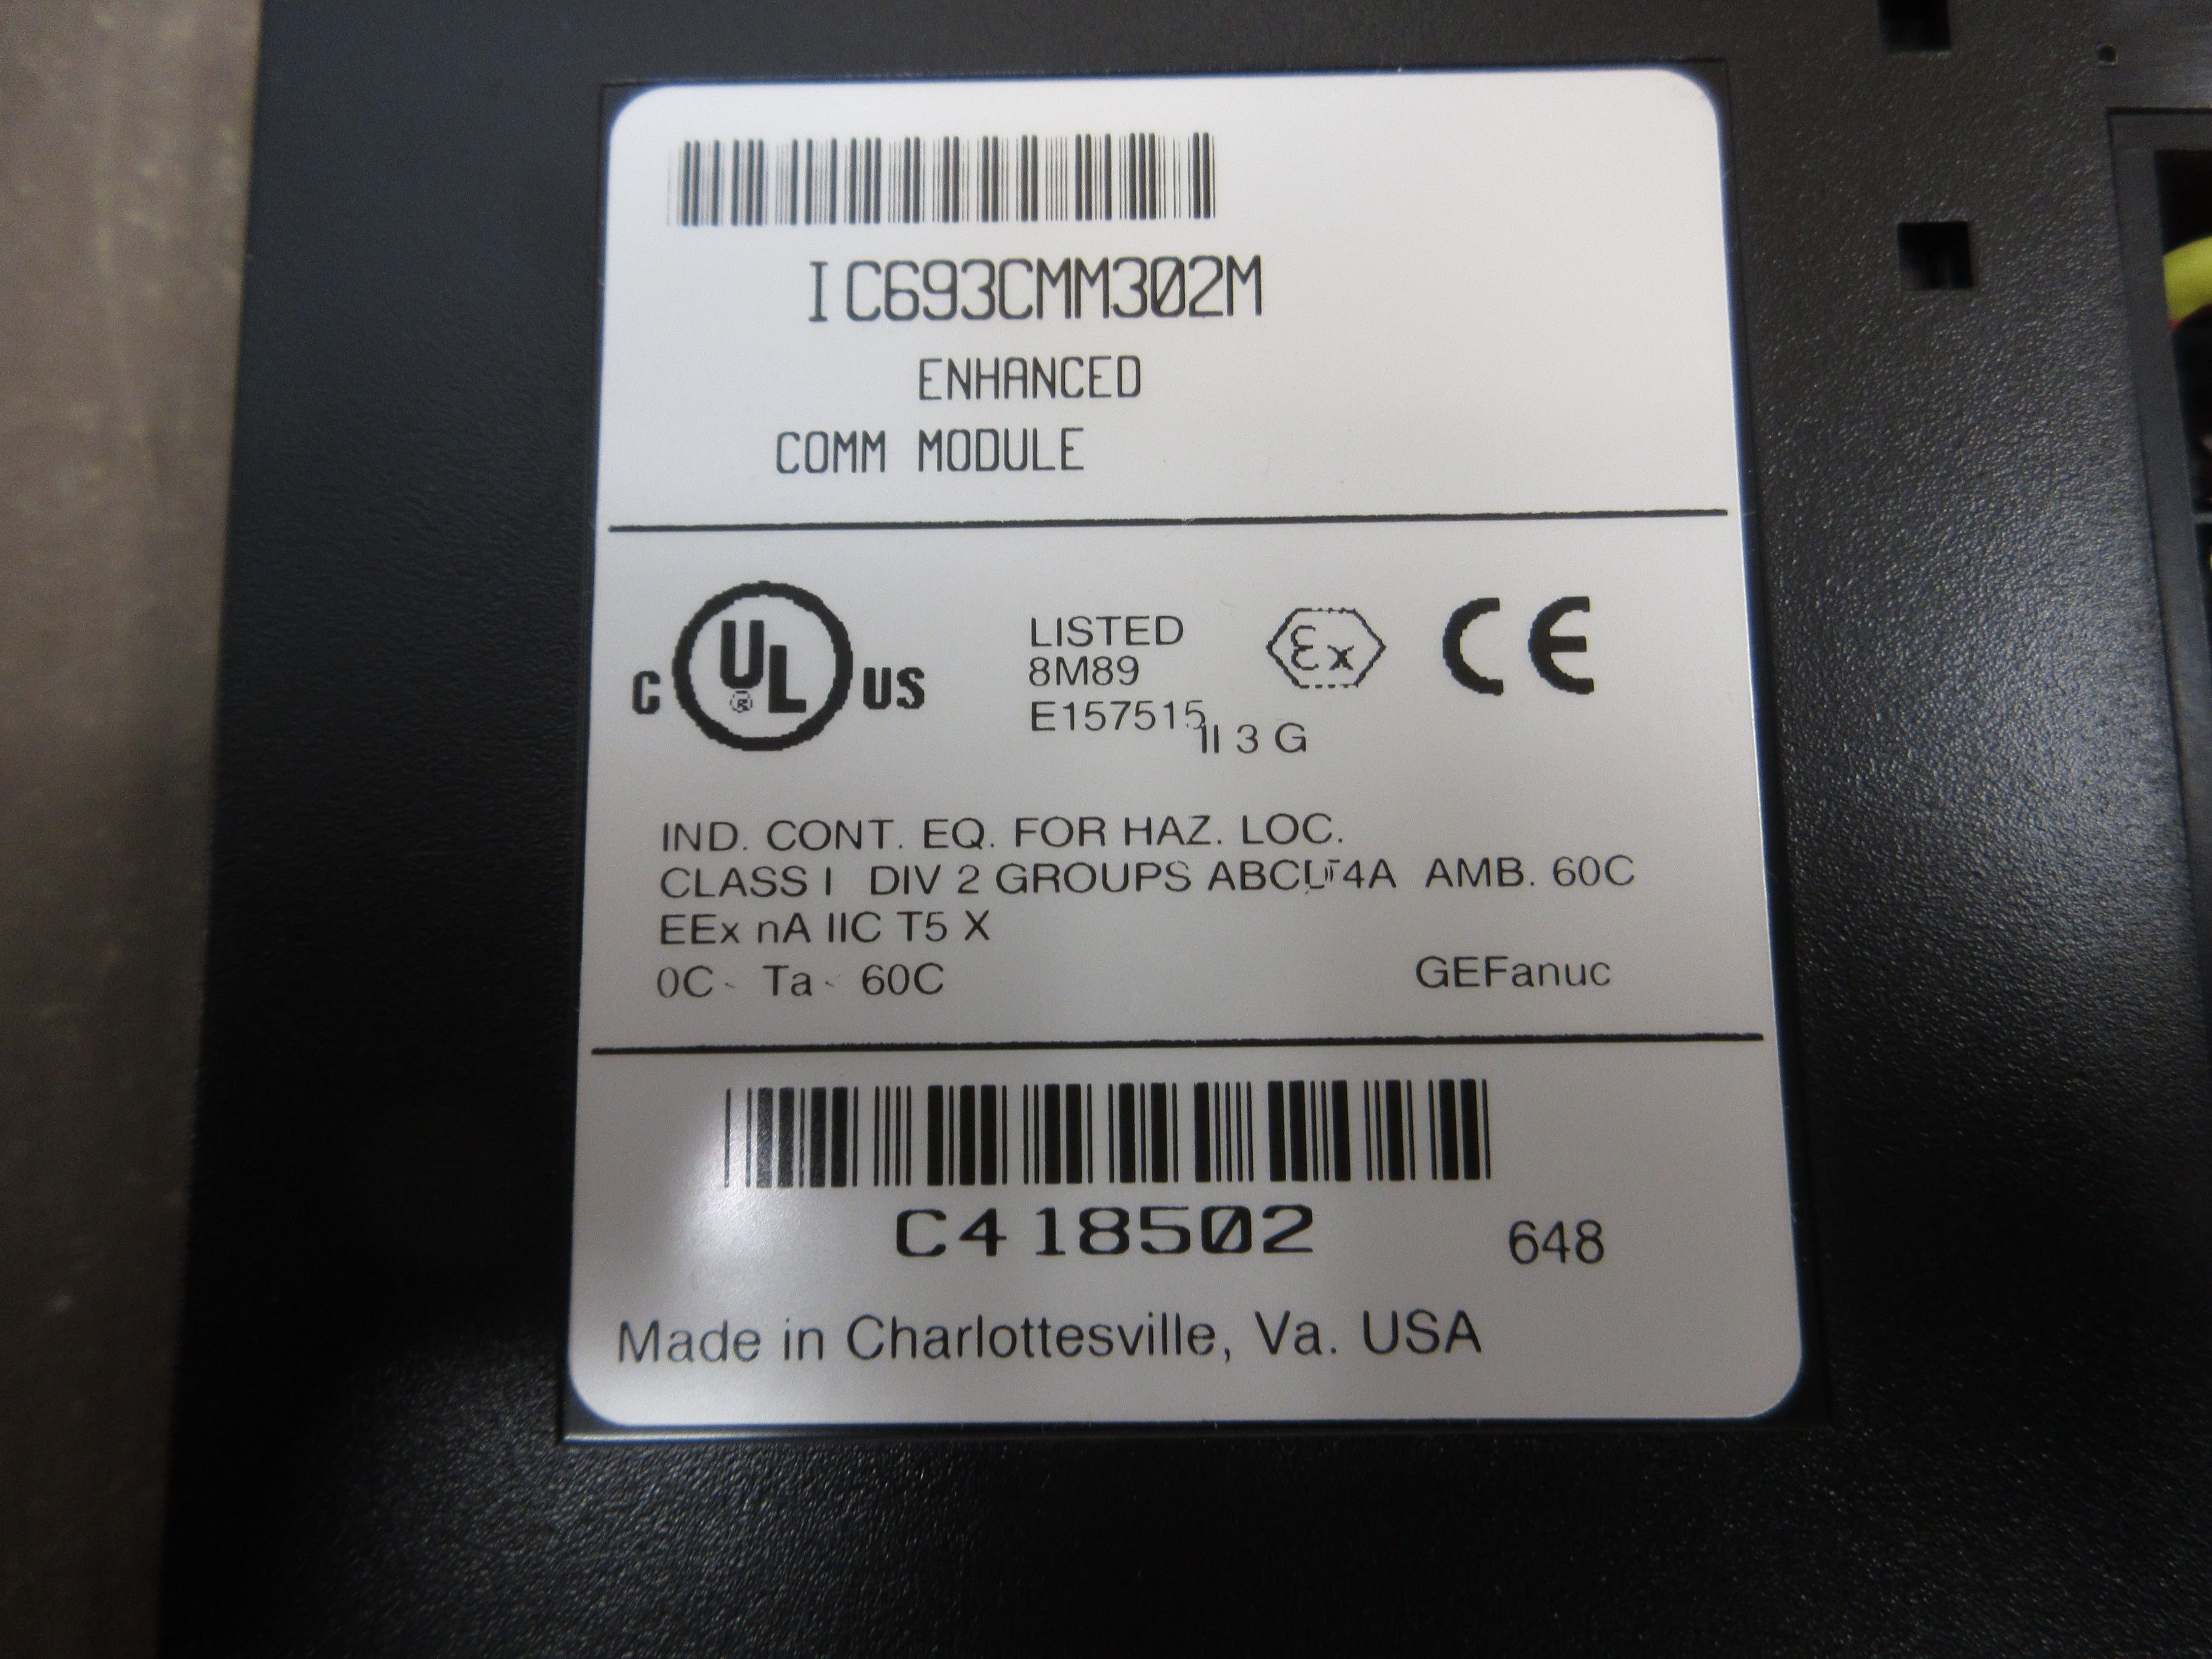 IC693CMM302M
ENHANCED
COMM MODULE
C UL US
®
LISTED
8M89
E157515
II 3 G
Ex CE
IND. CONT. EQ. FOR HAZ. LOC.
CLASS I DIV 2 GROUPS 4A AMB. 60C
EEx nA IIC T5 X
0C Ta 60C
GEFanuc
C418502
648
Made in Charlottesville, Va. USA